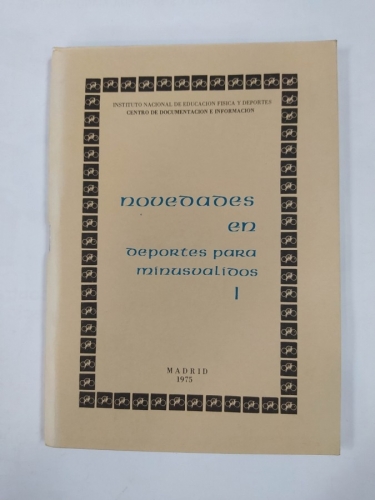 INSTITUTO NACIONAL DE EDUCACION FISICA Y DEPORTES
CENTRO DE DOCUMENTACION E INFORMACION
novedades
en
deportes para
minusvalidos
I
MADRID
1975